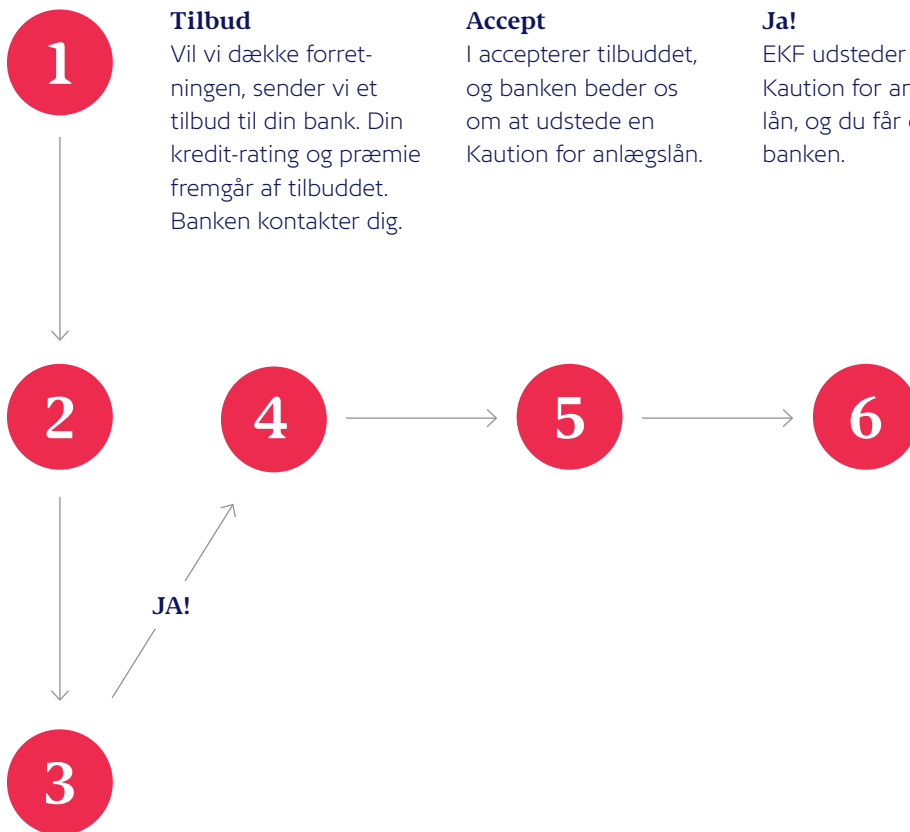 1
Tilbud
Vil vi dække forret-
ningen, sender vi et
tilbud til din bank. Din
kredit-rating og præmie
fremgår af tilbuddet.
Banken kontakter dig.
Accept
I accepterer tilbuddet,
og banken beder os
om at udstede en
Kaution for anlægslån.
Ja!
EKF udsteder
Kaution for
lån, og du får
banken.
2
4
5
6
JA!
3